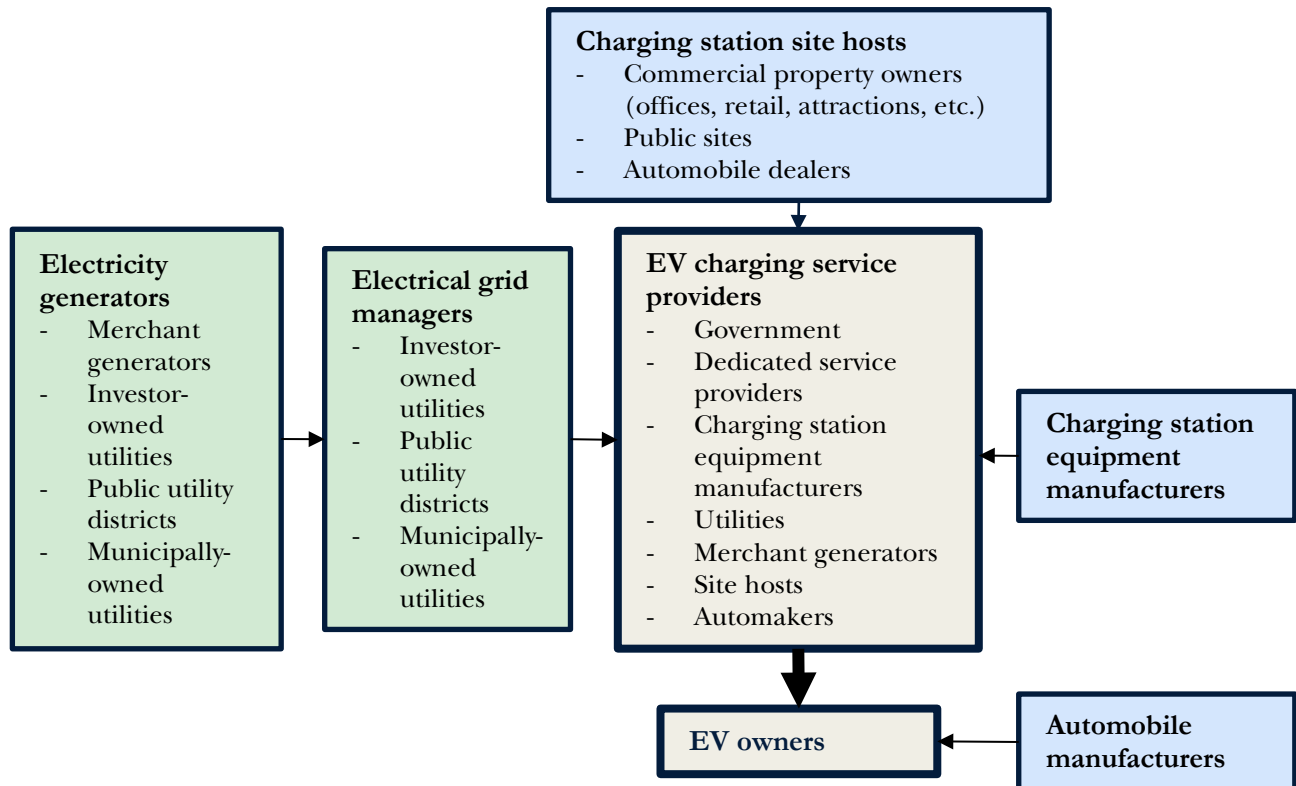 Charging station site hosts
- Commercial property owners
(offices, retail, attractions, etc.)
- Public sites
- Automobile dealers
Electricity
generators
- Merchant
generators
- Investor-
owned
utilities
- Public utility
districts
- Municipally-
owned
utilities
Electrical grid
managers
- Investor-
owned
utilities
- Public
utility
districts
- Municipally-
owned
utilities
EV charging service
providers
- Government
- Dedicated service
providers
- Charging station
equipment
manufacturers
- Utilities
- Merchant generators
- Site hosts
- Automakers
Charging station
equipment
manufacturers
EV owners
Automobile
manufacturers